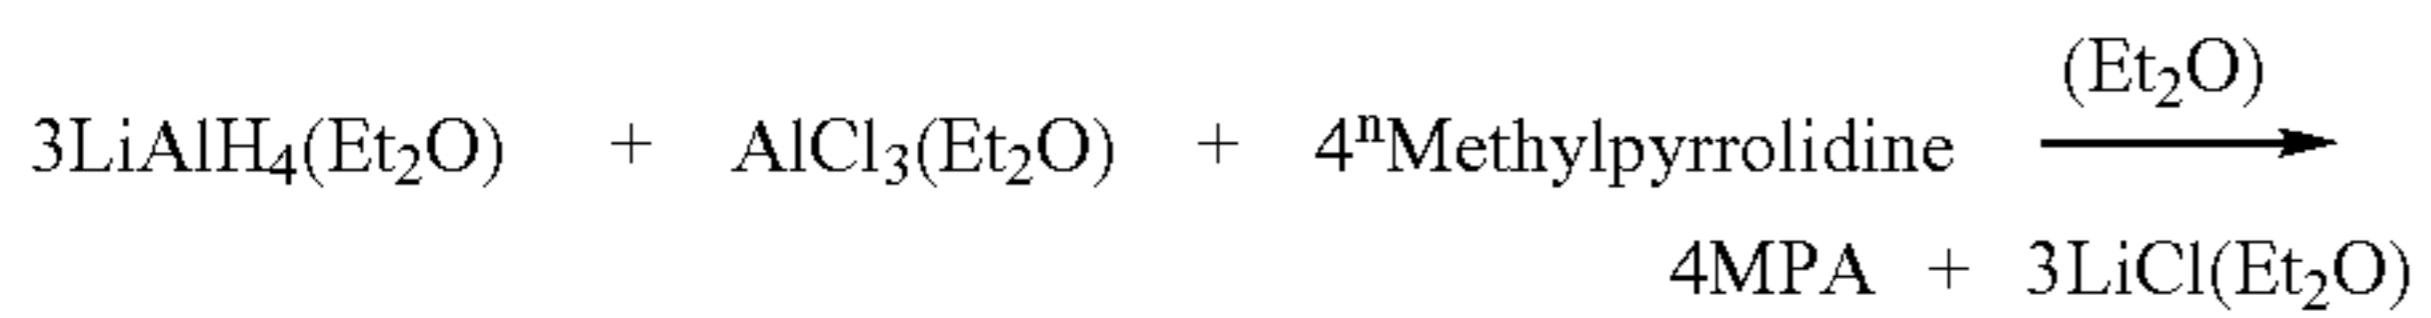 (Et₂O)
3LiAlH₄(Et₂O) + AlCl₃(Et₂O) + 4ⁿMethylpyrrolidine
4MPA + 3LiCl(Et₂O)